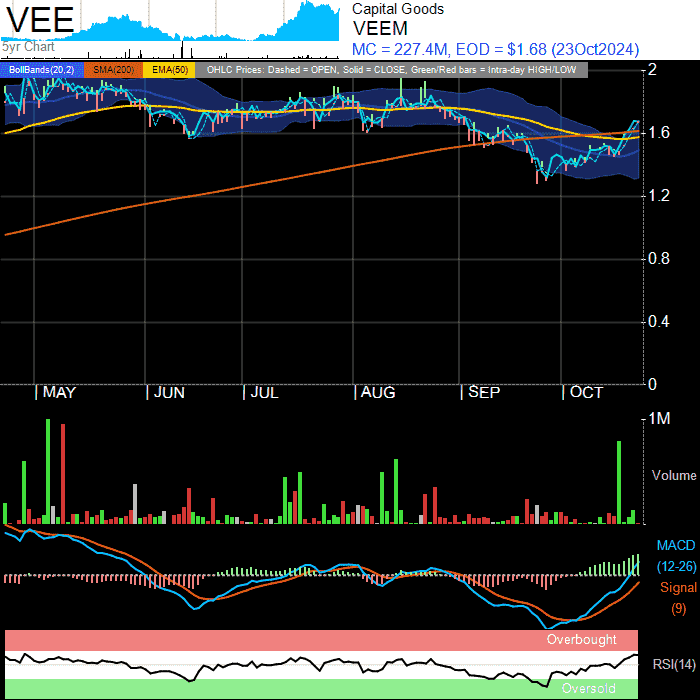 VEE
5yr Chart
Capital Goods
VEEM
MC = 227.4M, EOD = $1.68 (23Oct2024)
BollBands(20,2) SMA(200) EMA(50) OHLC Prices: Dashed = OPEN, Solid = CLOSE, Green/Red bars = Intra-day HIGH/LOW
2
1.6
1.2
0.8
0.4
0
MAY JUN JUL AUG SEP OCT
1M
Volume
MACD
(12-26)
Signal
(9)
Overbought
RSI(14)
Oversold